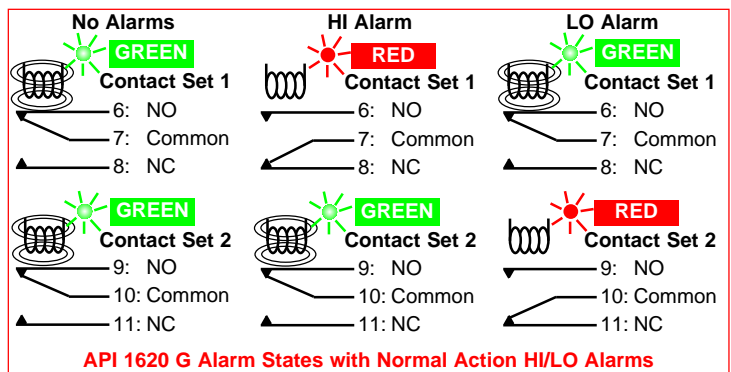 No Alarms
GREEN
Contact Set 1
6: NO
7: Common
8: NC
GREEN
Contact Set 2
9: NO
10: Common
11: NC
HI Alarm
RED
Contact Set 1
6: NO
7: Common
8: NC
GREEN
Contact Set 2
9: NO
10: Common
11: NC
LO Alarm
GREEN
Contact Set 1
6: NO
7: Common
8: NC
RED
Contact Set 2
9: NO
10: Common
11: NC
API 1620 G Alarm States with Normal Action HI/LO Alarms